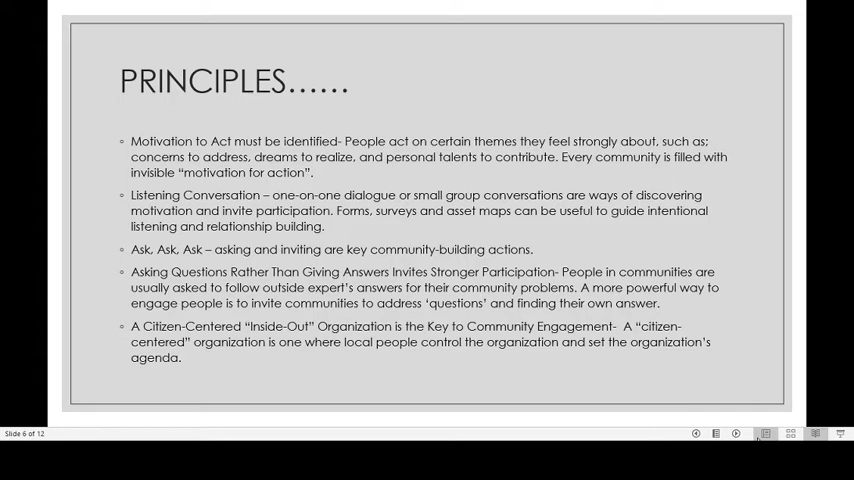 PRINCIPLES……
◦ Motivation to Act must be identified- People act on certain themes they feel strongly about, such as;
concerns to address, dreams to realize, and personal talents to contribute. Every community is filled with
invisible “motivation for action”.
◦ Listening Conversation – one-on-one dialogue or small group conversations are ways of discovering
motivation and invite participation. Forms, surveys and asset maps can be useful to guide intentional
listening and relationship building.
◦ Ask, Ask, Ask – asking and inviting are key community-building actions.
◦ Asking Questions Rather Than Giving Answers Invites Stronger Participation- People in communities are
usually asked to follow outside expert’s answers for their community problems. A more powerful way to
engage people is to invite communities to address ‘questions’ and finding their own answer.
◦ A Citizen-Centered “Inside-Out” Organization is the Key to Community Engagement- A “citizen-
centered” organization is one where local people control the organization and set the organization’s
agenda.
Slide 6 of 12